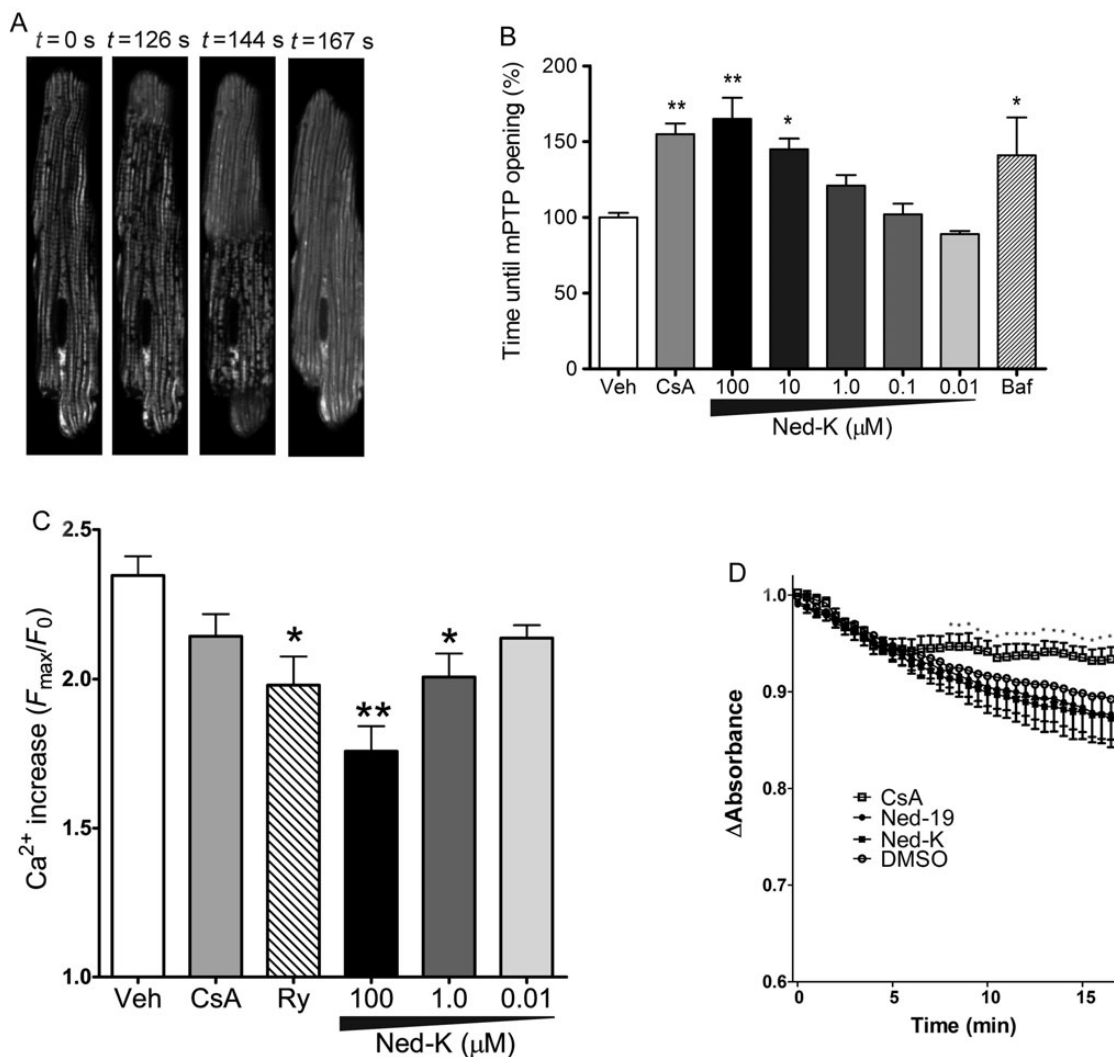 A
t=0 s t=126 s t=144 s t=167 s
B
Time until mPTP opening (%)
200
150
100
50
0
** ** * *
Veh CsA 100 10 1.0 0.1 0.01 Baf
Ned-K (μM)
C
Ca2+ increase (Fmax/F0)
2.5
2.0
1.5
1.0
* ** *
Veh CsA Ry 100 1.0 0.01
Ned-K (μM)
D
ΔAbsorbance
1.0
0.9
0.8
0.7
0.6
CsA
Ned-19
Ned-K
DMSO
0 5 10 15
Time (min)